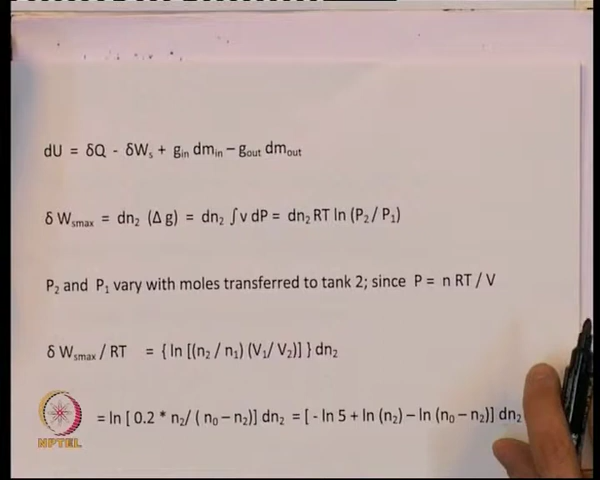 dU = δQ - δWₛ + gᵢₙ dmᵢₙ – gₒᵤₜ dmₒᵤₜ
δ Wₛₘₐₓ = dn₂ (Δ g) = dn₂ ∫v dP = dn₂ RT ln (P₂ / P₁)
P₂ and P₁ vary with moles transferred to tank 2; since P = n RT / V
δ Wₛₘₐₓ / RT = { ln [(n₂ / n₁) (V₁/ V₂)] } dn₂
= ln [ 0.2 * n₂/ ( n₀ – n₂)] dn₂ = [ - ln 5 + ln (n₂) – ln (n₀ – n₂)] dn₂
NPTEL